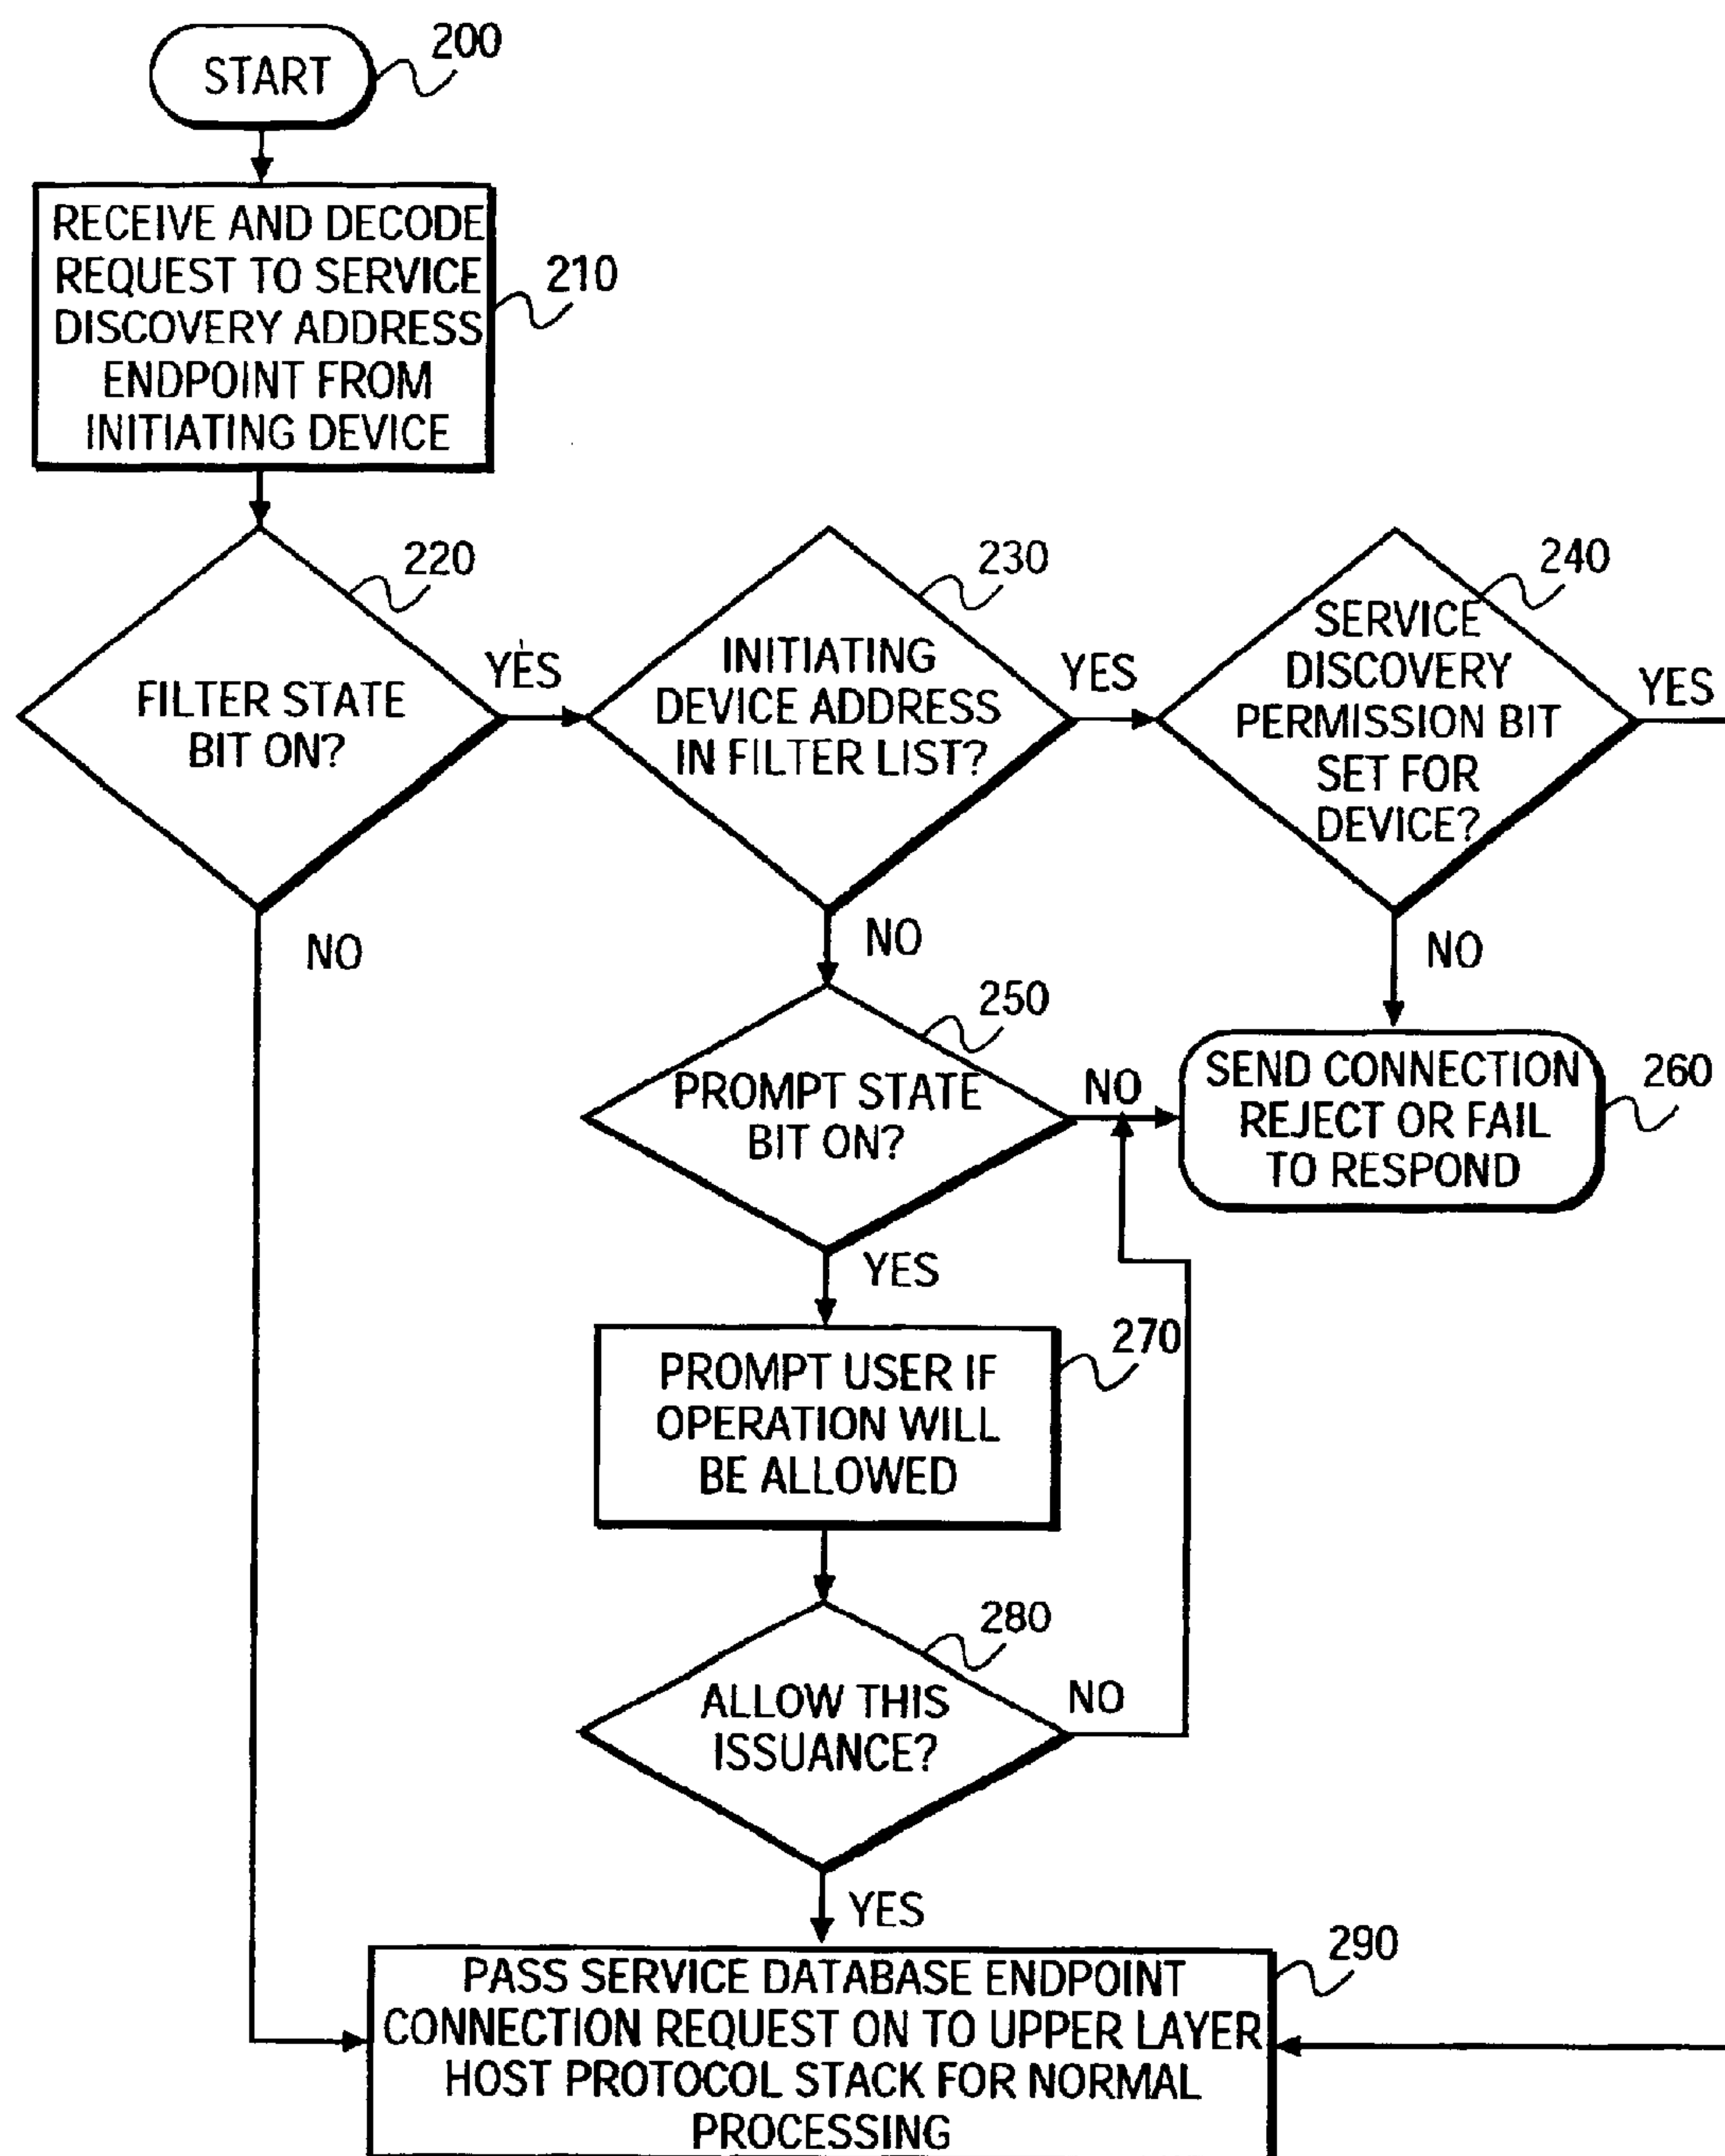 START
200
RECEIVE AND DECODE
REQUEST TO SERVICE
DISCOVERY ADDRESS
ENDPOINT FROM
INITIATING DEVICE
210
FILTER STATE
BIT ON?
220
YES
NO
INITIATING
DEVICE ADDRESS
IN FILTER LIST?
230
YES
NO
SERVICE
DISCOVERY
PERMISSION BIT
SET FOR
DEVICE?
240
YES
NO
PROMPT STATE
BIT ON?
250
NO
YES
SEND CONNECTION
REJECT OR FAIL
TO RESPOND
260
PROMPT USER IF
OPERATION WILL
BE ALLOWED
270
ALLOW THIS
ISSUANCE?
280
NO
YES
PASS SERVICE DATABASE ENDPOINT
CONNECTION REQUEST ON TO UPPER LAYER
HOST PROTOCOL STACK FOR NORMAL
PROCESSING
290